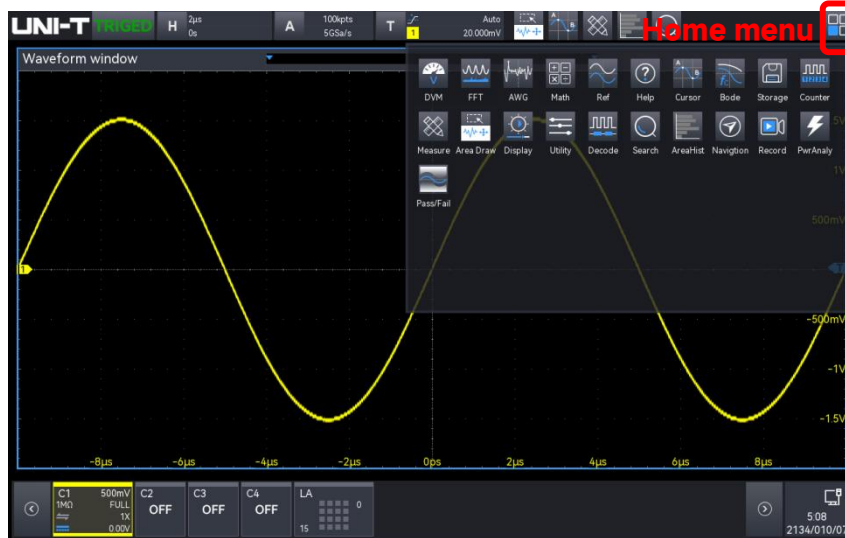 UNI-T TRIGED H 2μs 0s A 100kpts 5GSa/s T 1 Auto 20.000mV Home menu
Waveform window
DVM FFT AWG Math Ref Help Cursor Bode Storage Counter
Measure Area Draw Display Utility Decode Search AreaHist Navigtion Record PwrAnaly
Pass/Fail
1V
500mV
1
-500mV
-1V
-1.5V
-8μs -6μs -4μs -2μs 0ps 2μs 4μs 6μs 8μs
C1 500mV C2 C3 C4 LA
1MΩ FULL OFF OFF OFF 0
1X
0.00V 15
5:08
2134/010/07